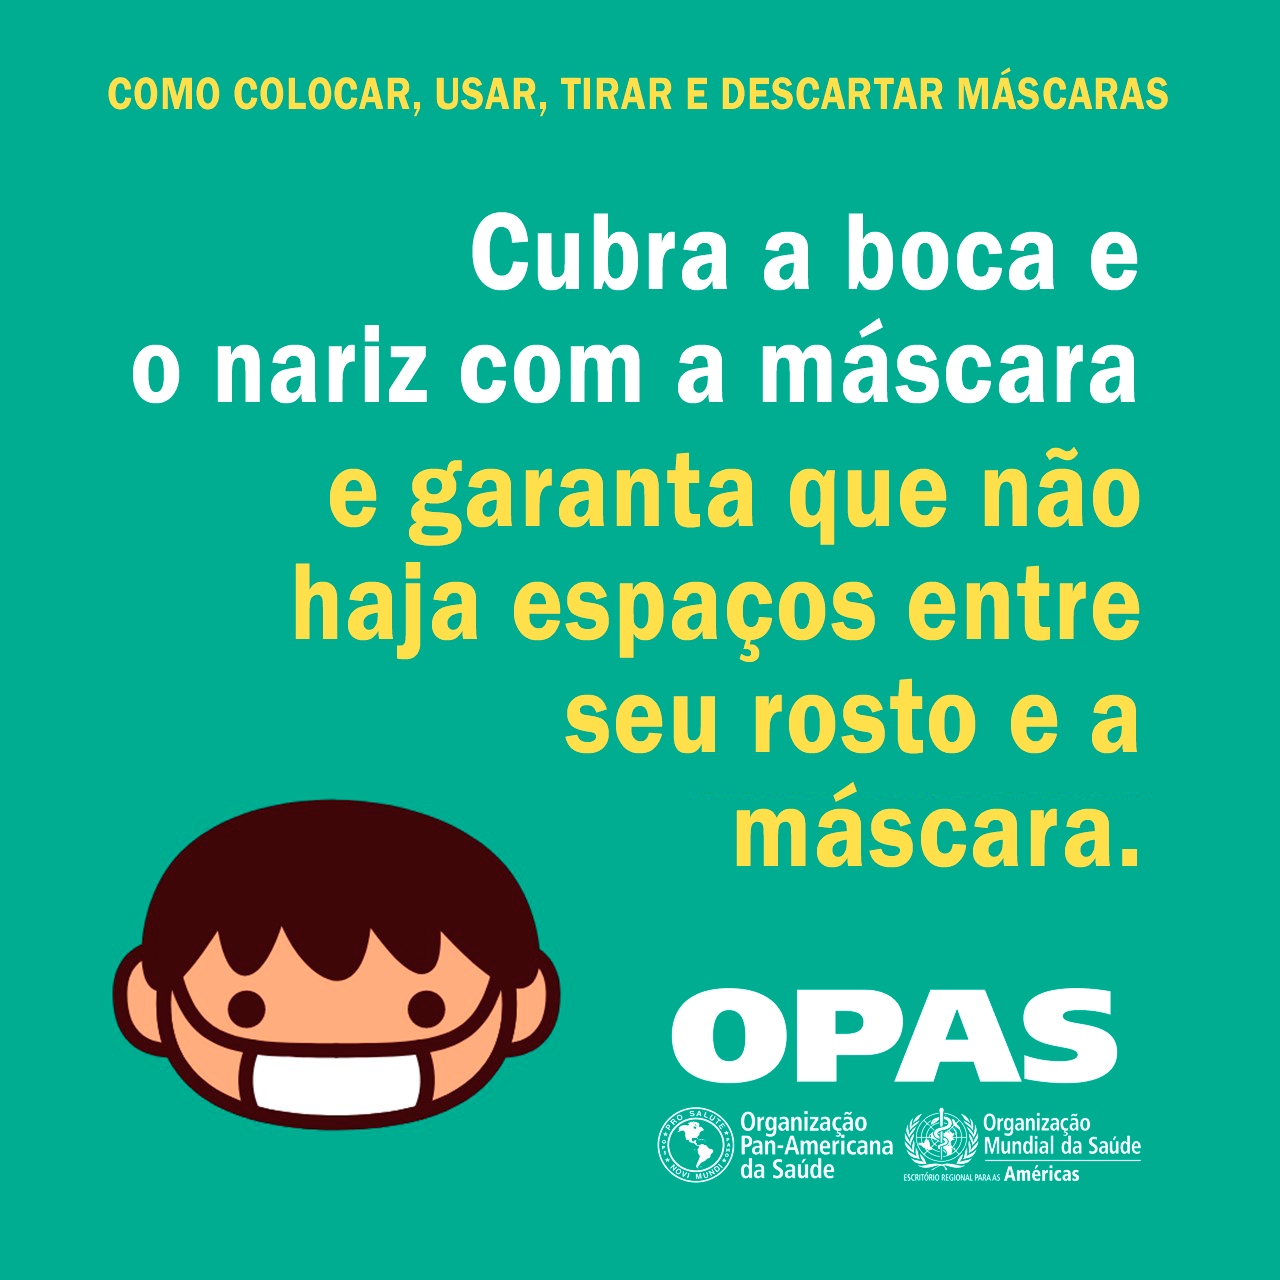 COMO COLOCAR, USAR, TIRAR E DESCARTAR MÁSCARAS
Cubra a boca e
o nariz com a máscara
e garanta que não
haja espaços entre
seu rosto e a
máscara.
OPAS
PRO SALUTE
NOVI MUNDI
Organização
Pan-Americana
da Saúde
Organização
Mundial da Saúde
ESCRITÓRIO REGIONAL PARA AS Américas